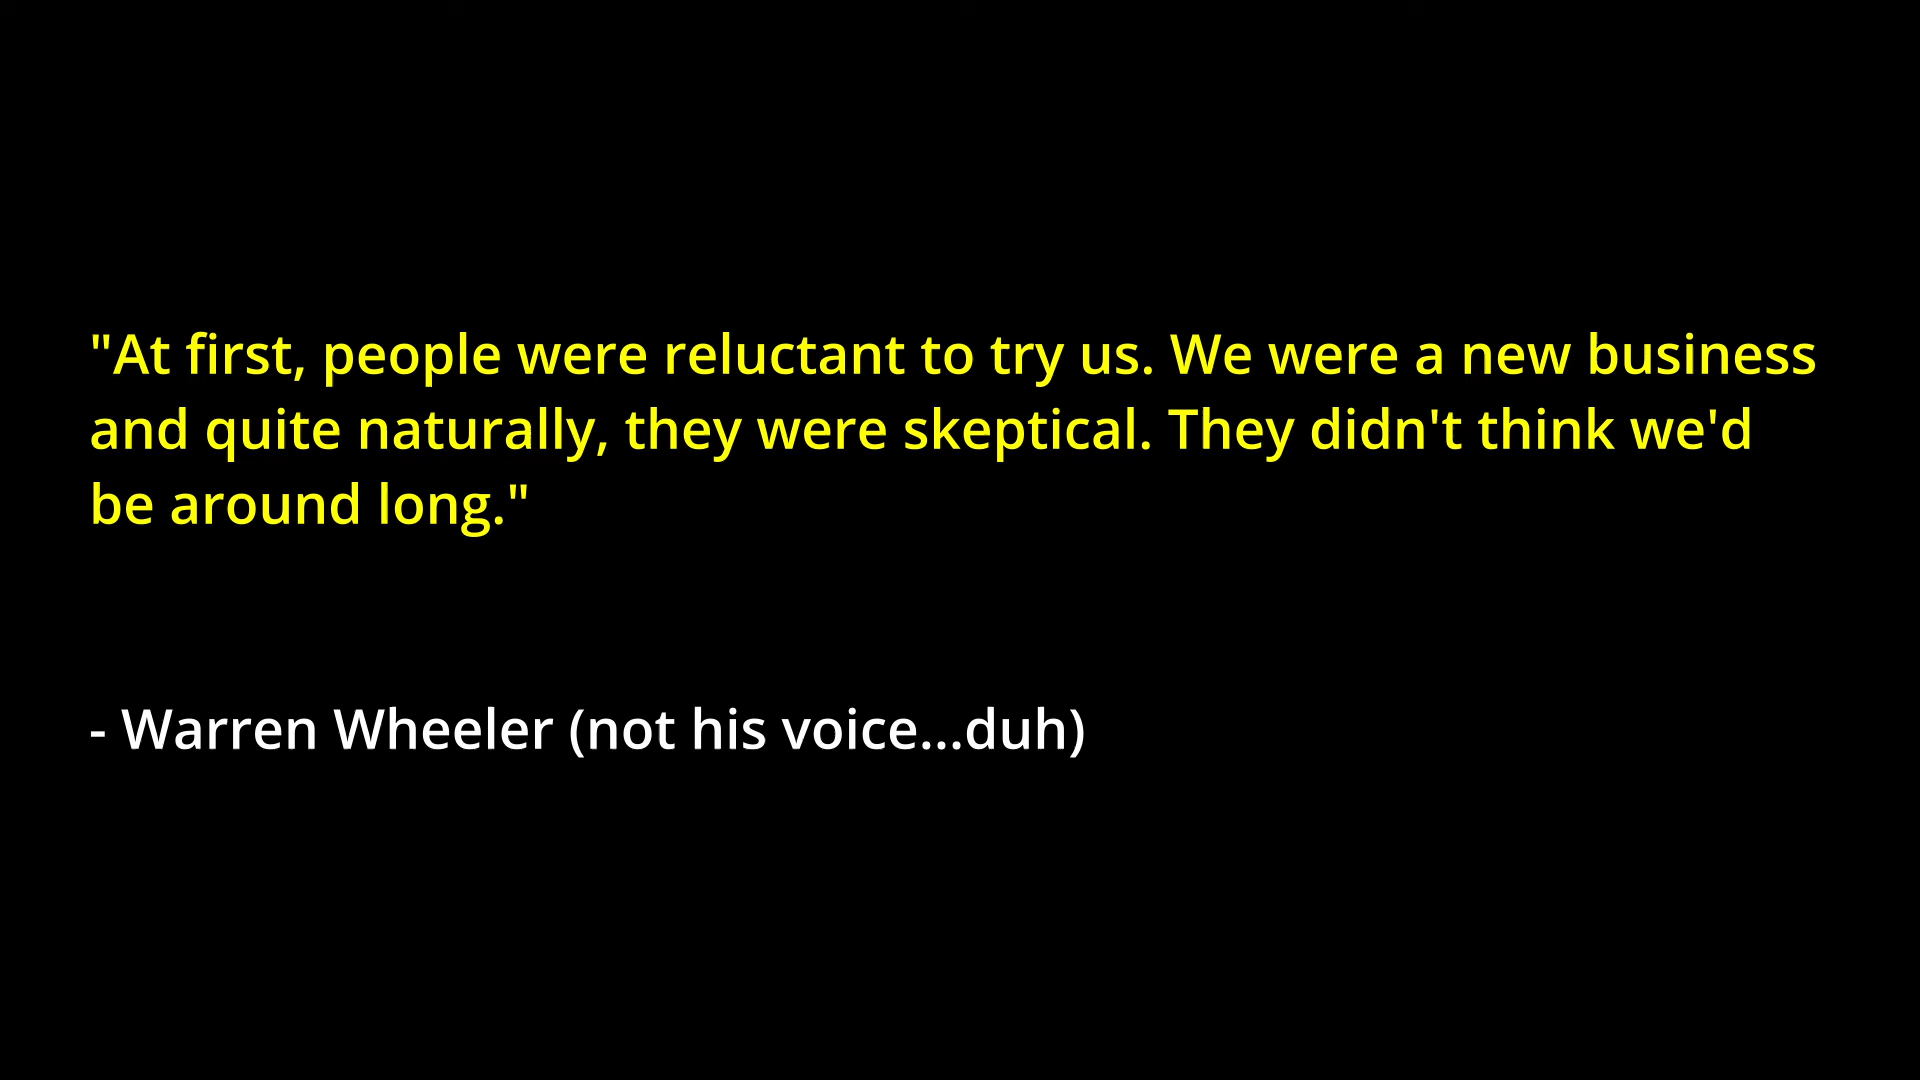 "At first, people were reluctant to try us. We were a new business
and quite naturally, they were skeptical. They didn't think we'd
be around long."
- Warren Wheeler (not his voice...duh)